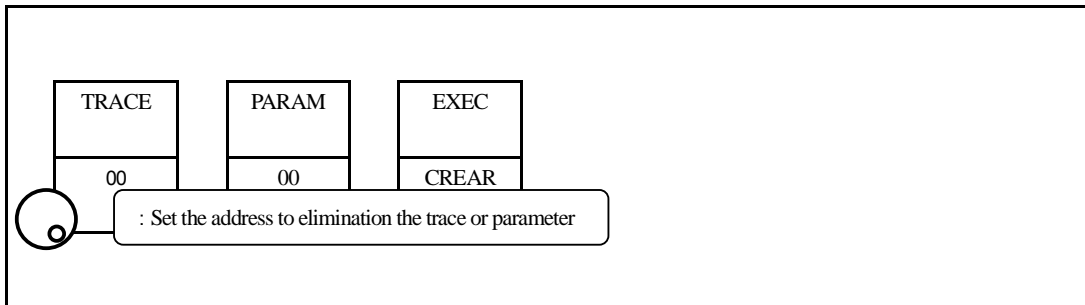 TRACE PARAM EXEC
00 00 CREAR
: Set the address to elimination the trace or parameter